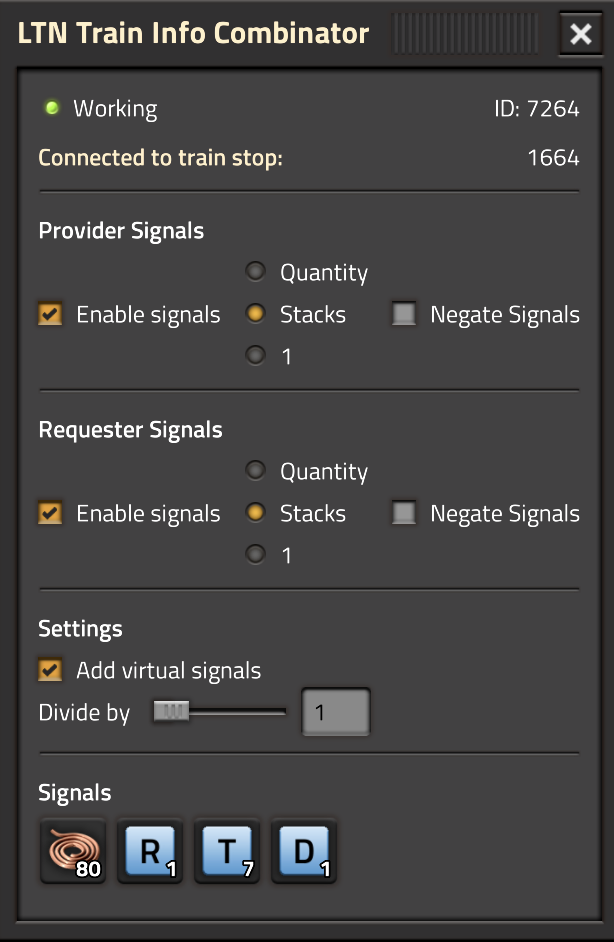 LTN Train Info Combinator
Working ID: 7264
Connected to train stop: 1664
Provider Signals
Quantity
Enable signals Stacks Negate Signals
1
Requester Signals
Quantity
Enable signals Stacks Negate Signals
1
Settings
Add virtual signals
Divide by 1
Signals
80 R 1 T 7 D 1